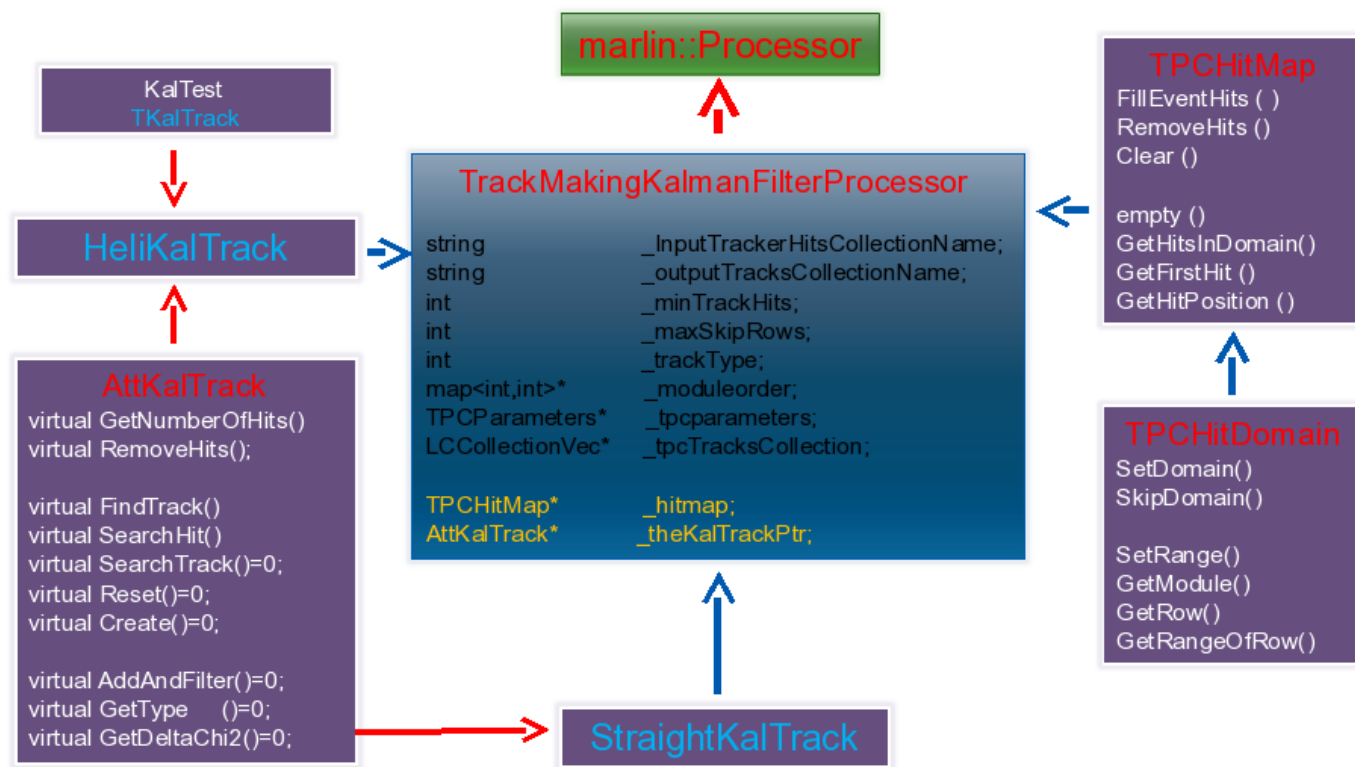 marlin::Processor
KalTest
TKalTrack
HeliKalTrack
AttKalTrack
virtual GetNumberOfHits()
virtual RemoveHits();
virtual FindTrack()
virtual SearchHit()
virtual SearchTrack()=0;
virtual Reset()=0;
virtual Create()=0;
virtual AddAndFilter()=0;
virtual GetType ()=0;
virtual GetDeltaChi2()=0;
TrackMakingKalmanFilterProcessor
string _InputTrackerHitsCollectionName;
string _outputTracksCollectionName;
int _minTrackHits;
int _maxSkipRows;
int _trackType;
map<int,int>* _moduleorder;
TPCParameters* _tpcparameters;
LCCollectionVec* _tpcTracksCollection;
TPCHitMap* _hitmap;
AttKalTrack* _theKalTrackPtr;
StraightKalTrack
TPCHitMap
FillEventHits ( )
RemoveHits ()
Clear ()
empty ()
GetHitsInDomain()
GetFirstHit ()
GetHitPosition ()
TPCHitDomain
SetDomain()
SkipDomain()
SetRange()
GetModule()
GetRow()
GetRangeOfRow()